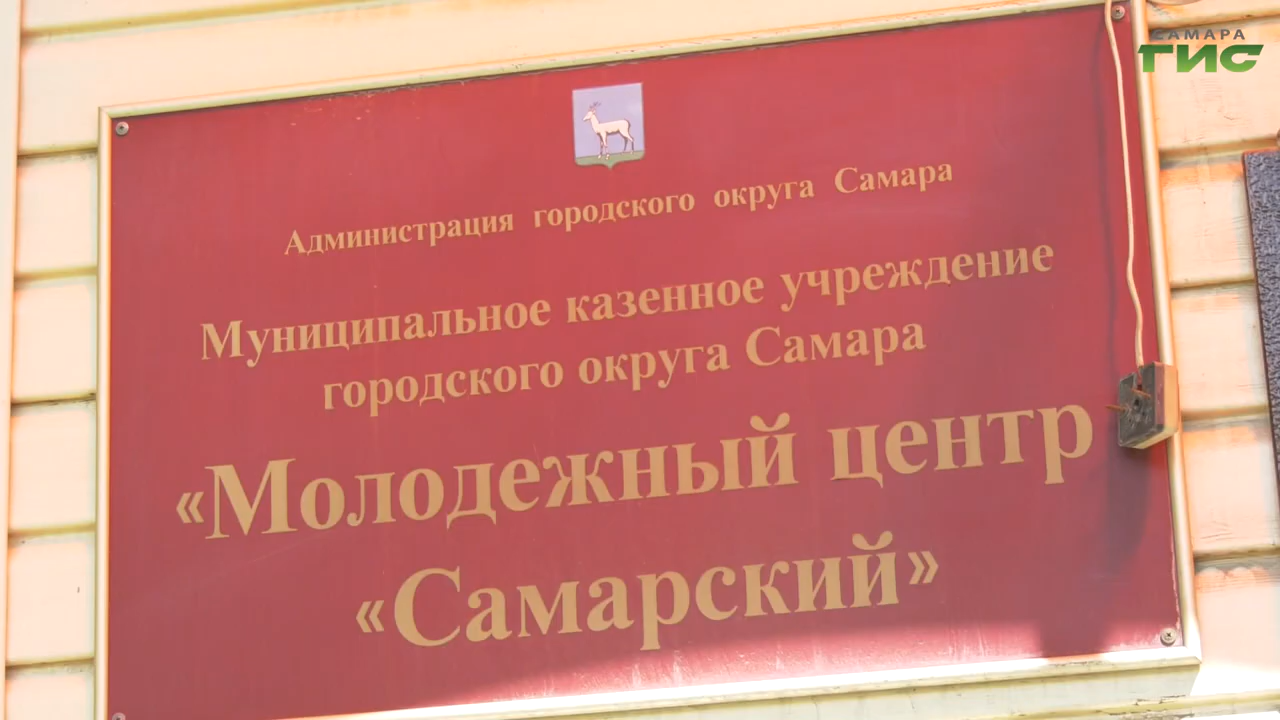 САМАРА
ГИС
Администрация городского округа Самара
Муниципальное казенное учреждение
городского округа Самара
«Молодежный центр
«Самарский»